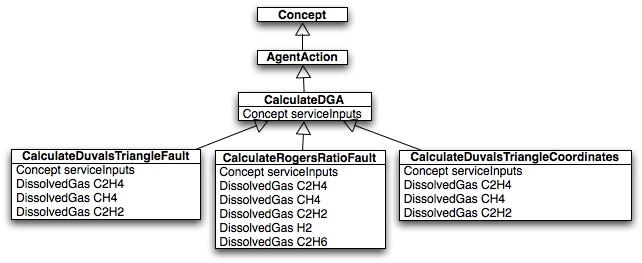 Concept
AgentAction
CalculateDGA
Concept serviceInputs
CalculateDuvalsTriangleFault
Concept serviceInputs
DissolvedGas C2H4
DissolvedGas CH4
DissolvedGas C2H2
CalculateRogersRatioFault
Concept serviceInputs
DissolvedGas C2H4
DissolvedGas CH4
DissolvedGas C2H2
DissolvedGas H2
DissolvedGas C2H6
CalculateDuvalsTriangleCoordinates
Concept serviceInputs
DissolvedGas C2H4
DissolvedGas CH4
DissolvedGas C2H2